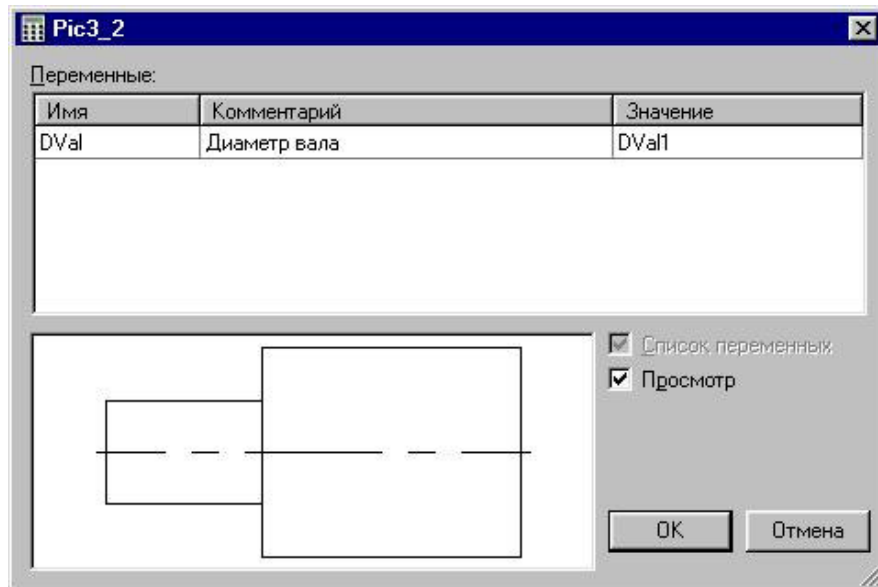 Pic3_2
Переменные:
Имя Комментарий Значение
DVal Диаметр вала DVal1
Список переменных
Просмотр
OK Отмена